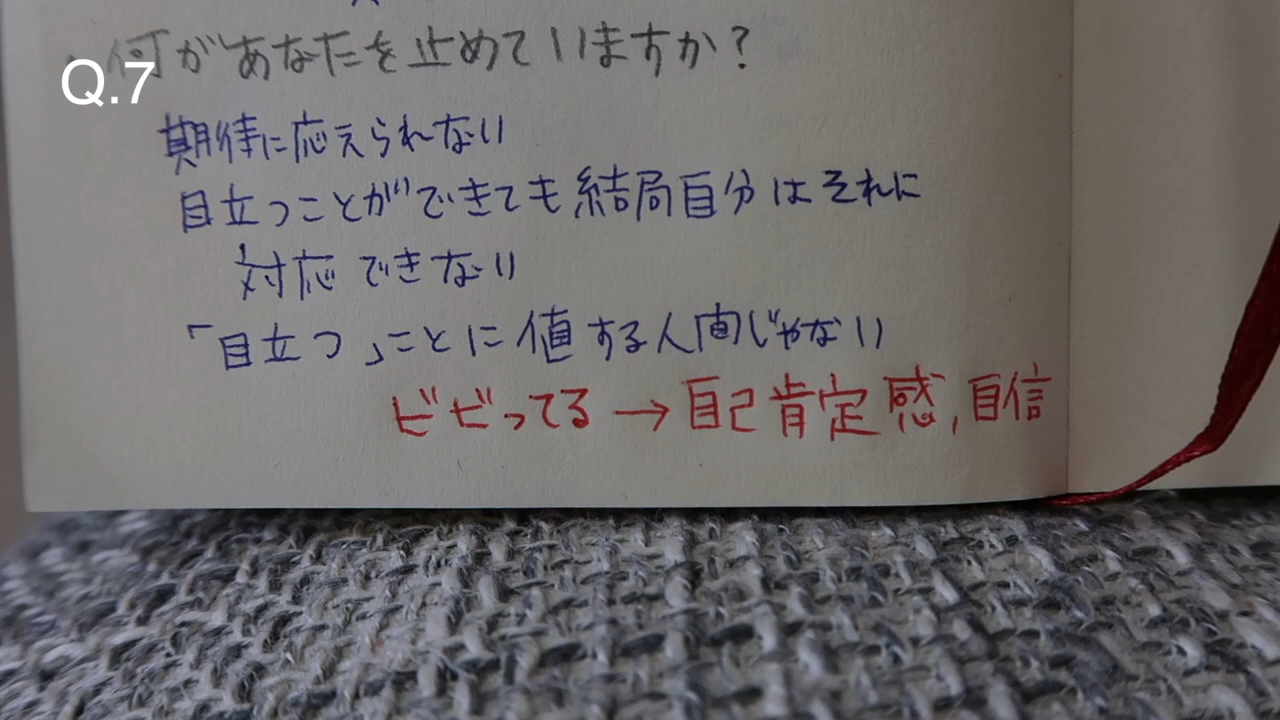 何があなたを止めていますか？
Q.7
期待に応えられない
目立つことができても結局自分はそれに
対応できない
「目立つ」ことに値する人間じゃない
ビビってる→自己肯定感,自信